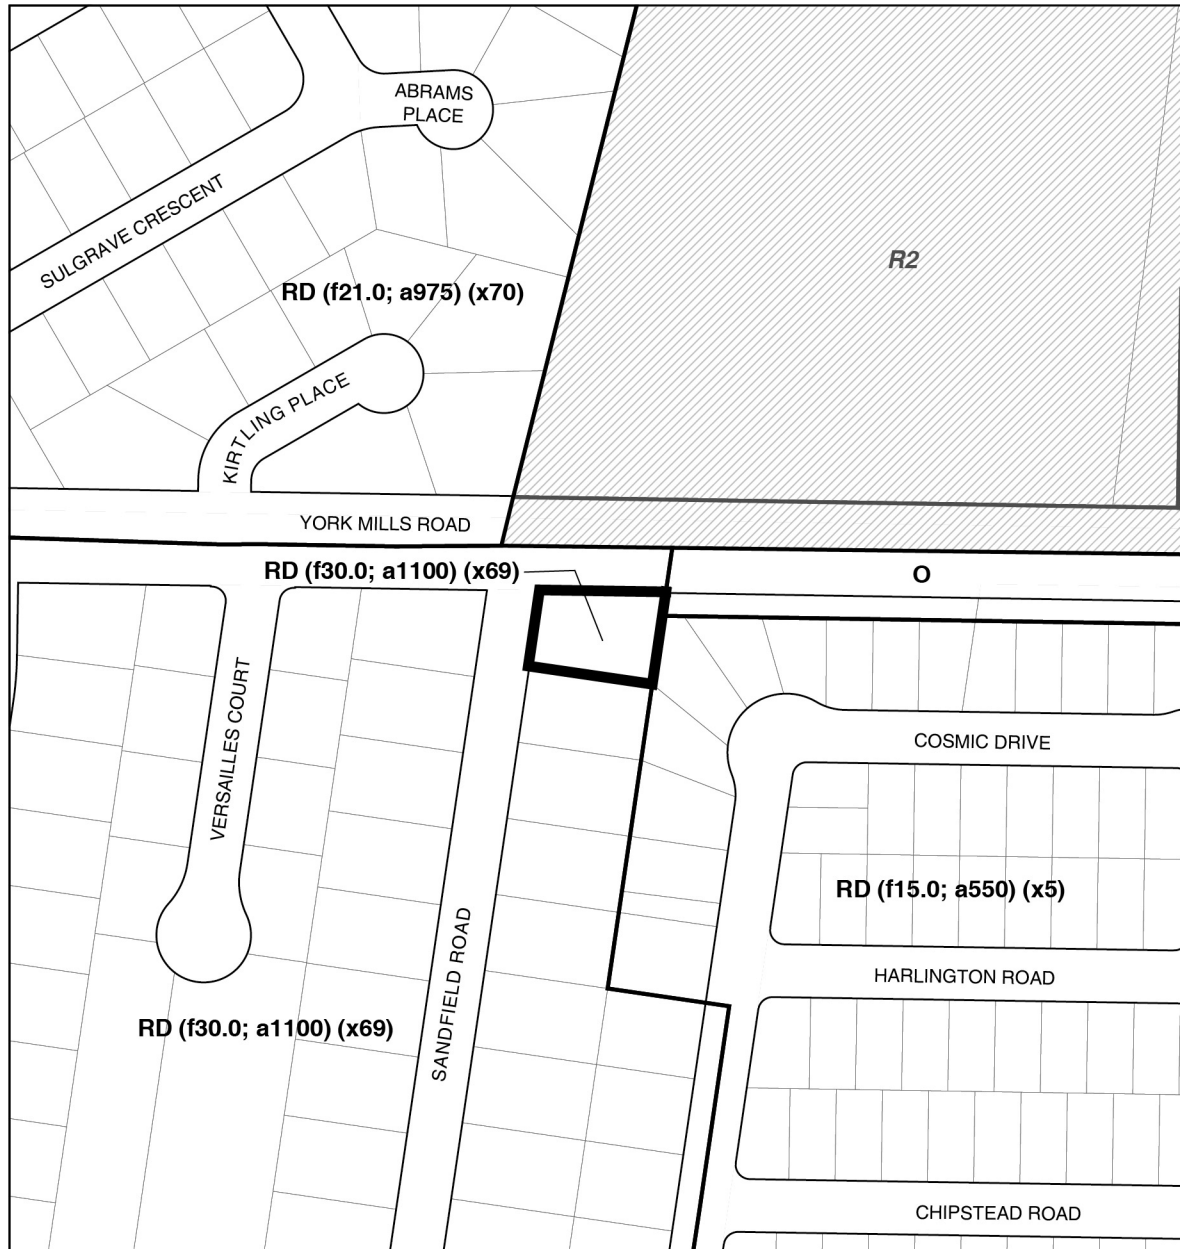 ABRAMS
PLACE
SULGRAVE CRESCENT
R2
RD (f21.0; a975) (x70)
KIRTLING PLACE
YORK MILLS ROAD
RD (f30.0; a1100) (x69)
O
VERSAILLES COURT
COSMIC DRIVE
RD (f15.0; a550) (x5)
SANDFIELD ROAD
HARLINGTON ROAD
RD (f30.0; a1100) (x69)
CHIPSTEAD ROAD